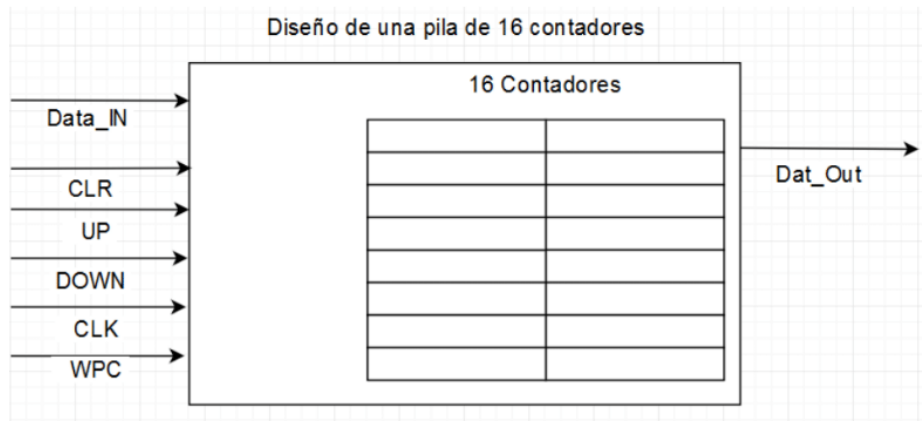 Diseño de una pila de 16 contadores
16 Contadores
Data_IN
CLR
UP
DOWN
CLK
WPC
Dat_Out